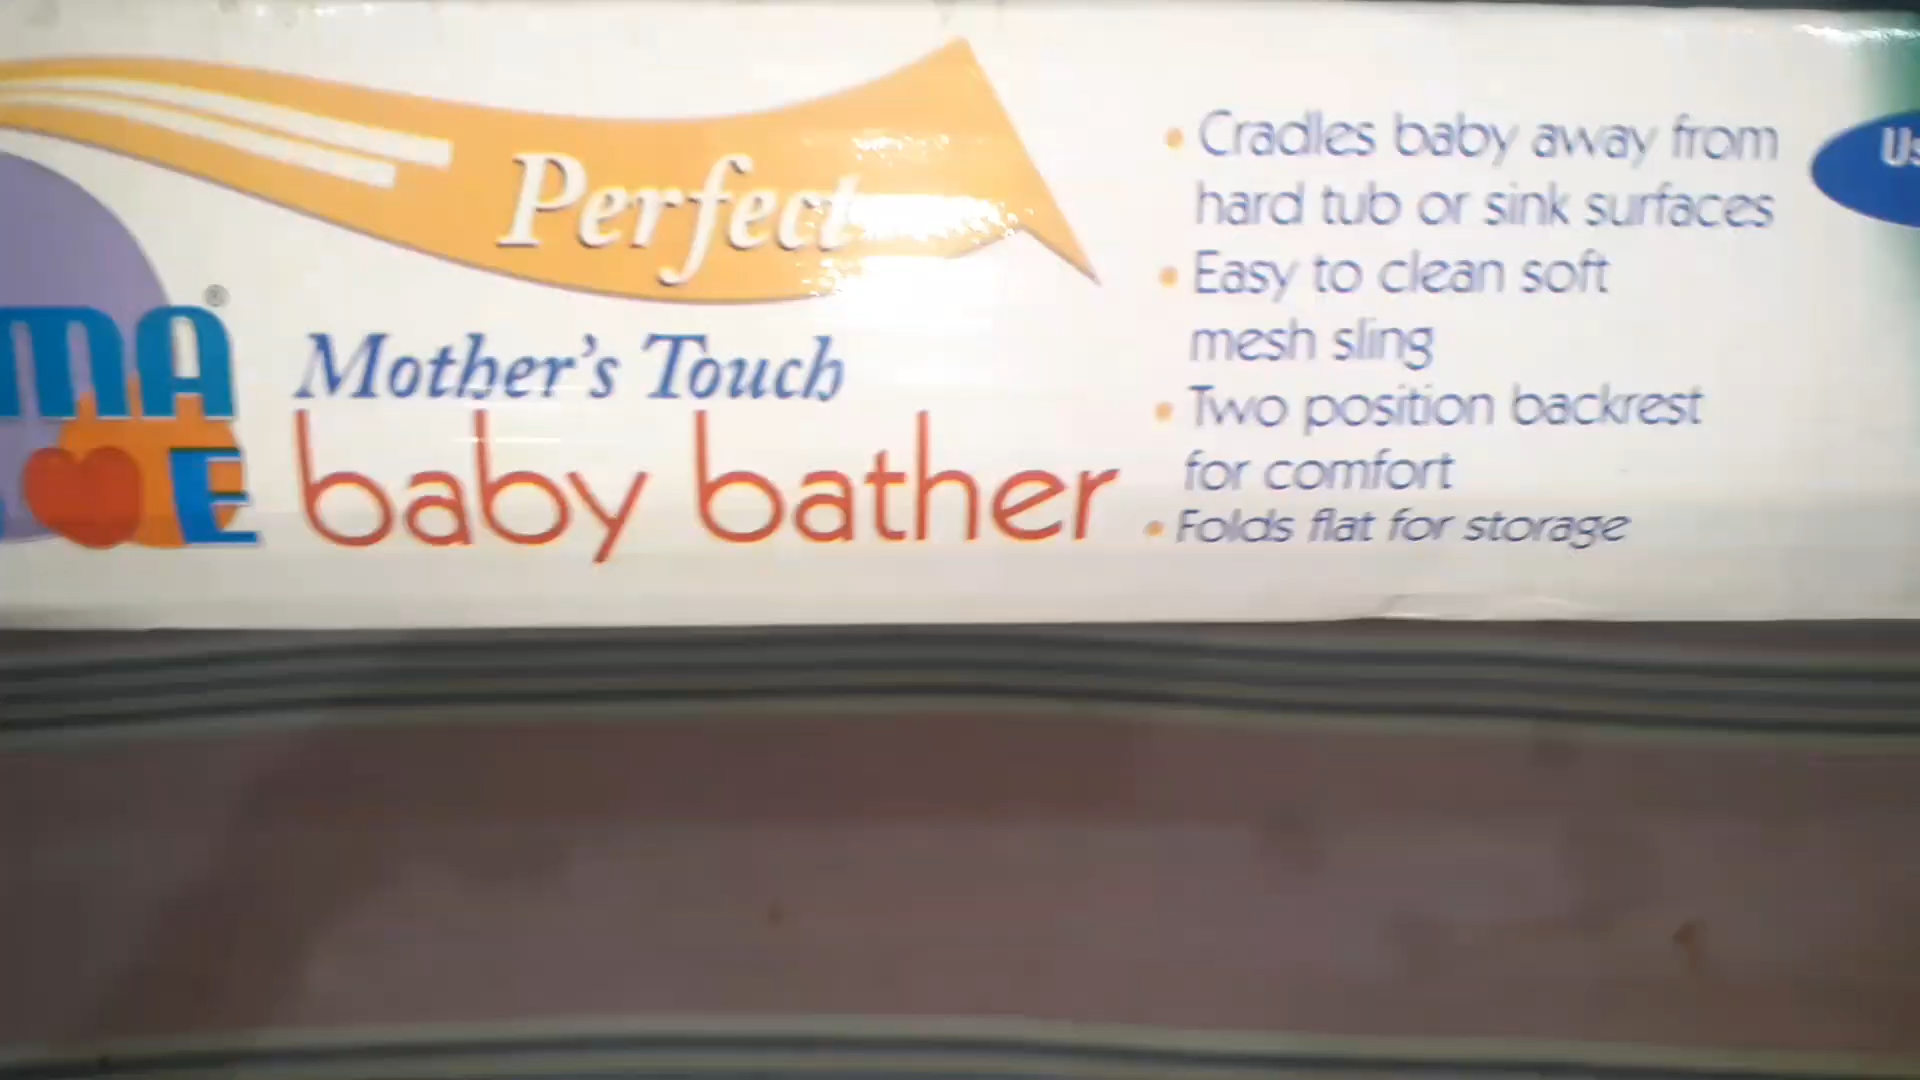 Perfect
MA®
E
Mother's Touch
baby bather
• Cradles baby away from
hard tub or sink surfaces
• Easy to clean soft
mesh sling
• Two position backrest
for comfort
• Folds flat for storage
Us